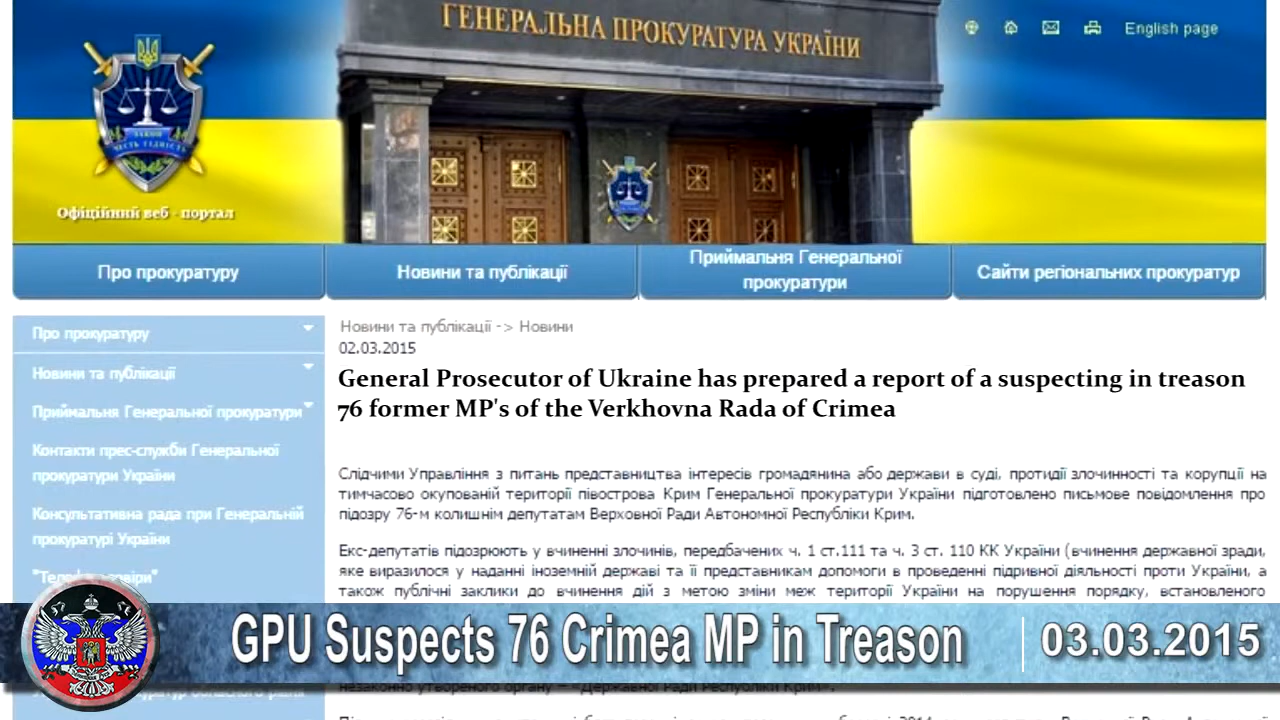 ГЕНЕРАЛЬНА ПРОКУРАТУРА УКРАЇНИ
English page
ЧЕСТЬ ГІДНІСТЬ
Офіційний веб - портал
Про прокуратуру
Новини та публікації
Приймальня Генеральної
прокуратури
Сайти регіональних прокуратур
Про прокуратуру
Новини та публікації
Приймальня Генеральної прокуратури
Контакти прес-служби Генеральної
прокуратури України
Консультативна рада при Генеральній
прокуратурі України
Новини та публікації -> Новини
02.03.2015
General Prosecutor of Ukraine has prepared a report of a suspecting in treason
76 former MP's of the Verkhovna Rada of Crimea
Слідчими Управління з питань представництва інтересів громадянина або держави в суді, протидії злочинності та корупції на
тимчасово окупованій території півострова Крим Генеральної прокуратури України підготовлено письмове повідомлення про
підозру 76-м колишнім депутатам Верховної Ради Автономної Республіки Крим.
Екс-депутатів підозрюють у вчиненні злочинів, передбачених ч. 1 ст.111 та ч. 3 ст. 110 КК України (вчинення державної зради,
яке виразилося у наданні іноземній державі та її представникам допомоги в проведенні підривної діяльності проти України, а
також публічні заклики до вчинення дій з метою зміни меж території України на порушення порядку, встановленого
GPU Suspects 76 Crimea MP in Treason
03.03.2015
незаконно утвореного органу – «Державної Ради Республіки Крим».